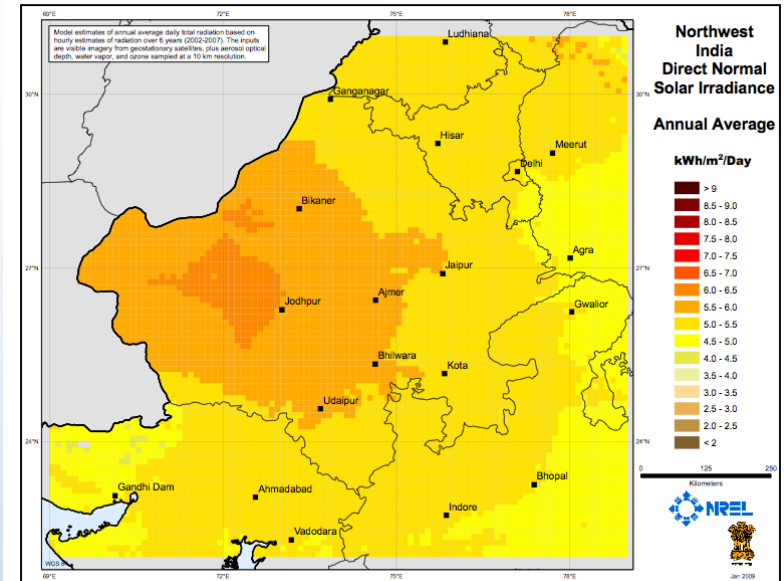 69°E 72°E 75°E 78°E
Model estimates of annual average daily total radiation based on
hourly estimates of radiation over 6 years (2002-2007). The inputs
are visible imagery from geostationary satellites, plus aerosol optical
depth, water vapor, and ozone sampled at a 10 km resolution.
Ludhiana
30°N
Ganganagar
30°N
Hisar
Meerut
Delhi
Bikaner
27°N
Agra
27°N
Jaipur
Ajmer
Jodhpur
Gwalior
Bhilwara
Kota
Udaipur
24°N
24°N
Bhopal
Gandhi Dam
Ahmadabad
Indore
Vadodara
WGS 84
69°E 72°E 75°E 78°E
Northwest
India
Direct Normal
Solar Irradiance
Annual Average
kWh/m²/Day
> 9
8.5 - 9.0
8.0 - 8.5
7.5 - 8.0
7.0 - 7.5
6.5 - 7.0
6.0 - 6.5
5.5 - 6.0
5.0 - 5.5
4.5 - 5.0
4.0 - 4.5
3.5 - 4.0
3.0 - 3.5
2.5 - 3.0
2.0 - 2.5
< 2
0 125 250
Kilometers
NREL
Jan 2009